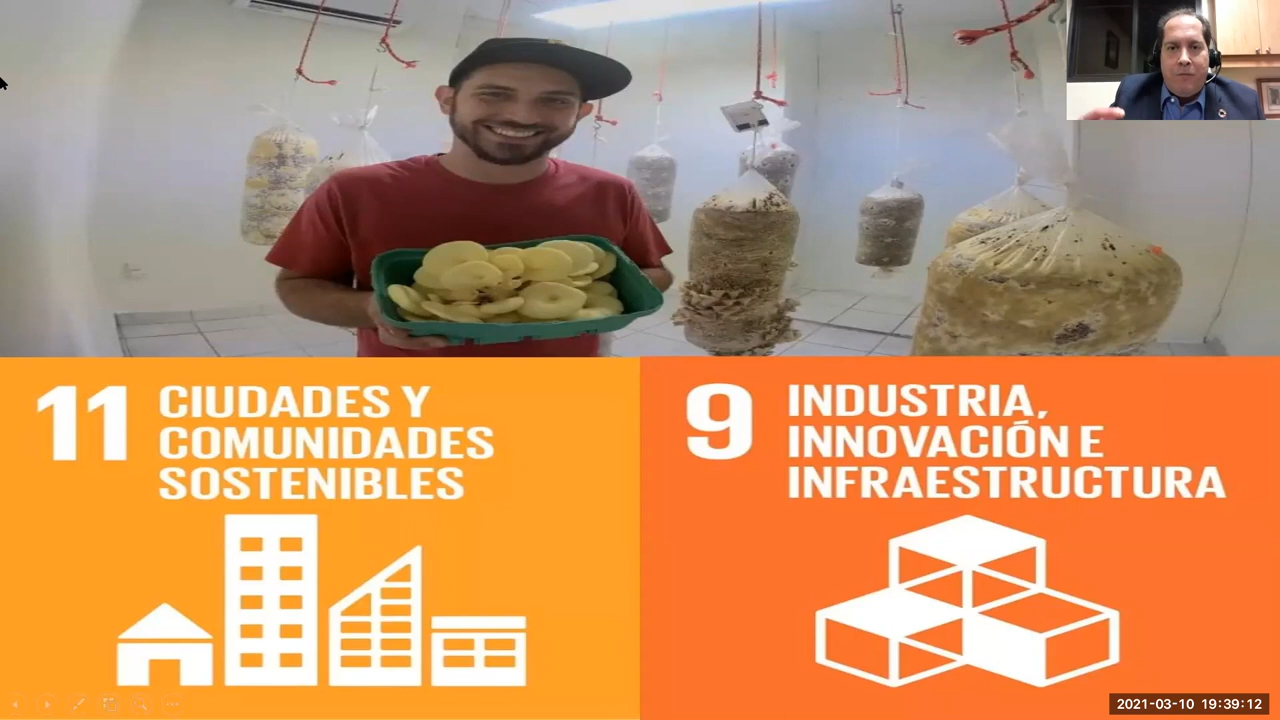 11 CIUDADES Y
COMUNIDADES
SOSTENIBLES
9 INDUSTRIA,
INNOVACIÓN E
INFRAESTRUCTURA
2021-03-10 19:39:12